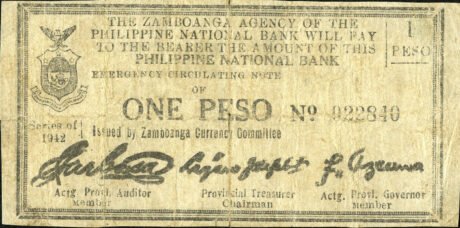 THE ZAMBOANGA AGENCY OF THE
PHILIPPINE NATIONAL BANK WILL PAY
TO THE BEARER THE AMOUNT OF THIS
PHILIPPINE NATIONAL BANK
1
PESO
EMERGENCY CIRCULATING NOTE
OF
ONE PESO No 022840
Series of
1942
Issued by Zamboanga Currency Committee
Actg. Provl. Auditor
Member
Provincial Treasurer
Chairman
Actg. Provl. Governor
Member